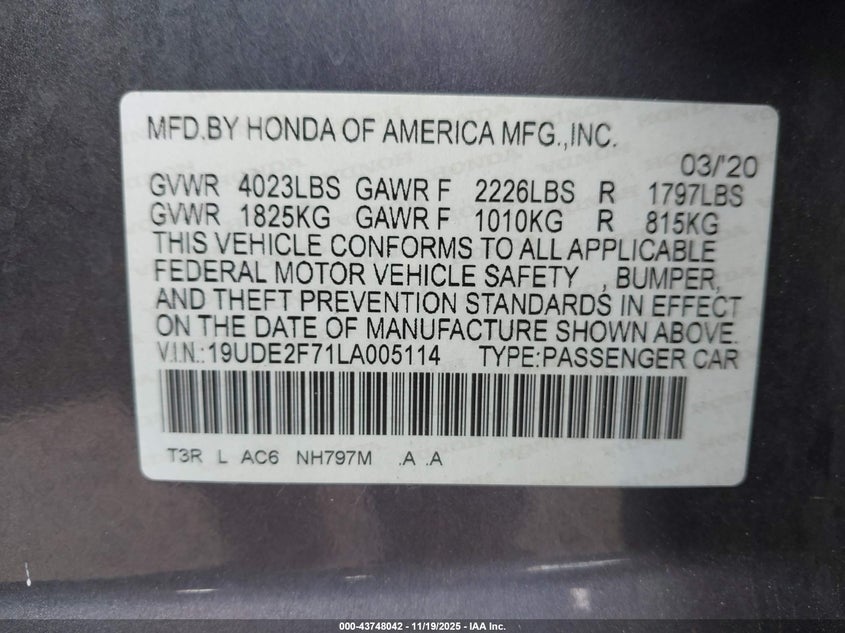 MFD.BY HONDA OF AMERICA MFG.,INC.
03/'20
GVWR 4023LBS GAWR F 2226LBS R 1797LBS
GVWR 1825KG GAWR F 1010KG R 815KG
THIS VEHICLE CONFORMS TO ALL APPLICABLE
FEDERAL MOTOR VEHICLE SAFETY , BUMPER,
AND THEFT PREVENTION STANDARDS IN EFFECT
ON THE DATE OF MANUFACTURE SHOWN ABOVE.
V.I.N.:19UDE2F71LA005114 TYPE:PASSENGER CAR
T3R L AC6 NH797M .A .A
000-43748042 - 11/19/2025 - IAA Inc.